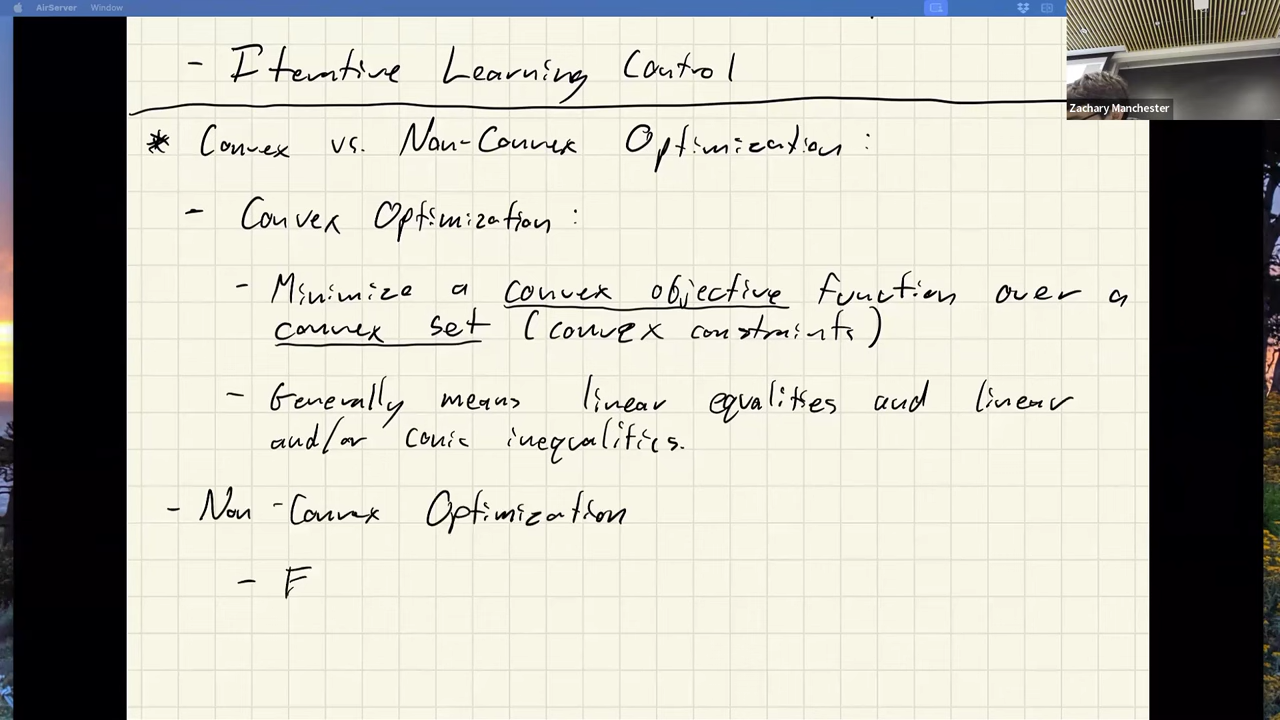 AirServer Window
- Iterative Learning Control
Zachary Manchester
* Convex vs. Non-Convex Optimization:
- Convex Optimization:
- Minimize a convex objective function over a
convex set (convex constraints)
- Generally means linear equalities and linear
and/or conic inequalities.
- Non-Convex Optimization
- F